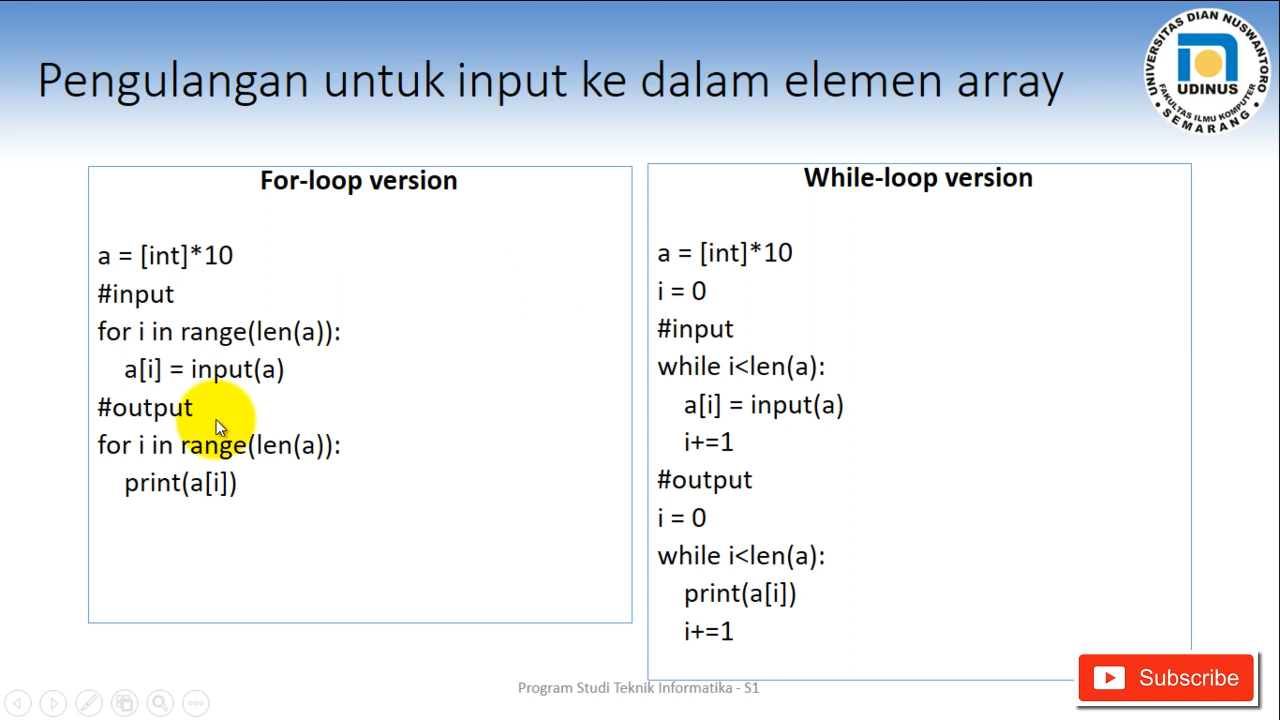 Pengulangan untuk input ke dalam elemen array
UNIVERSITAS DIAN NUSWANTORO
UDINUS
FAKULTAS ILMU KOMPUTER
• SEMARANG •
For-loop version
a = [int]*10
#input
for i in range(len(a)):
a[i] = input(a)
#output
for i in range(len(a)):
print(a[i])
While-loop version
a = [int]*10
i = 0
#input
while i<len(a):
a[i] = input(a)
i+=1
#output
i = 0
while i<len(a):
print(a[i])
i+=1
Program Studi Teknik Informatika - S1
Subscribe